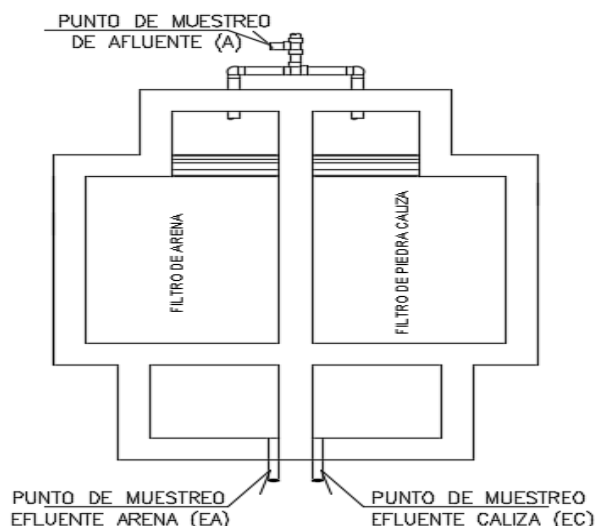 PUNTO DE MUESTREO
DE AFLUENTE (A)
FILTRO DE ARENA
FILTRO DE PIEDRA CALIZA
PUNTO DE MUESTREO
EFLUENTE ARENA (EA)
PUNTO DE MUESTREO
EFLUENTE CALIZA (EC)